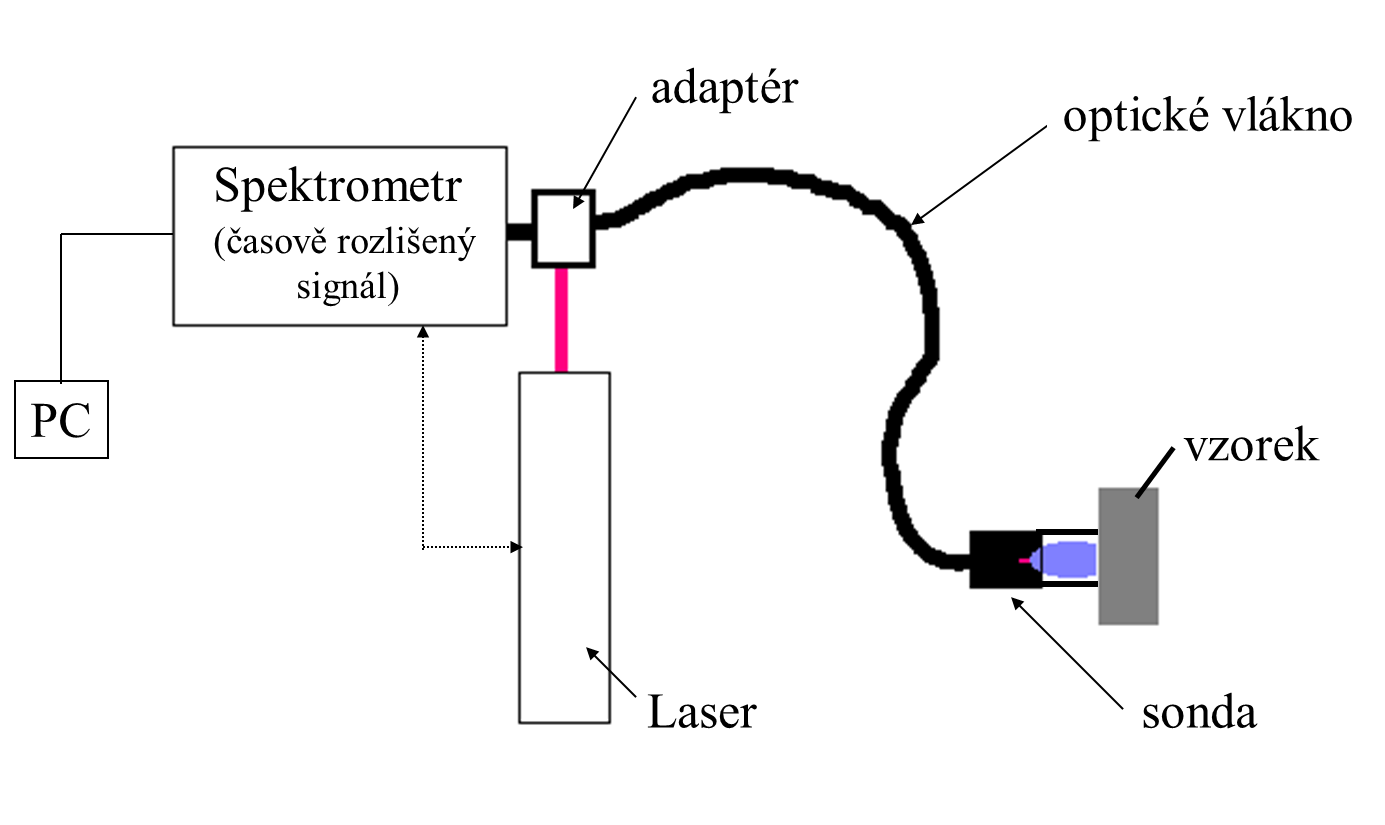 adaptér
optické vlákno
Spektrometr
(časově rozlišený
signál)
PC
vzorek
Laser
sonda